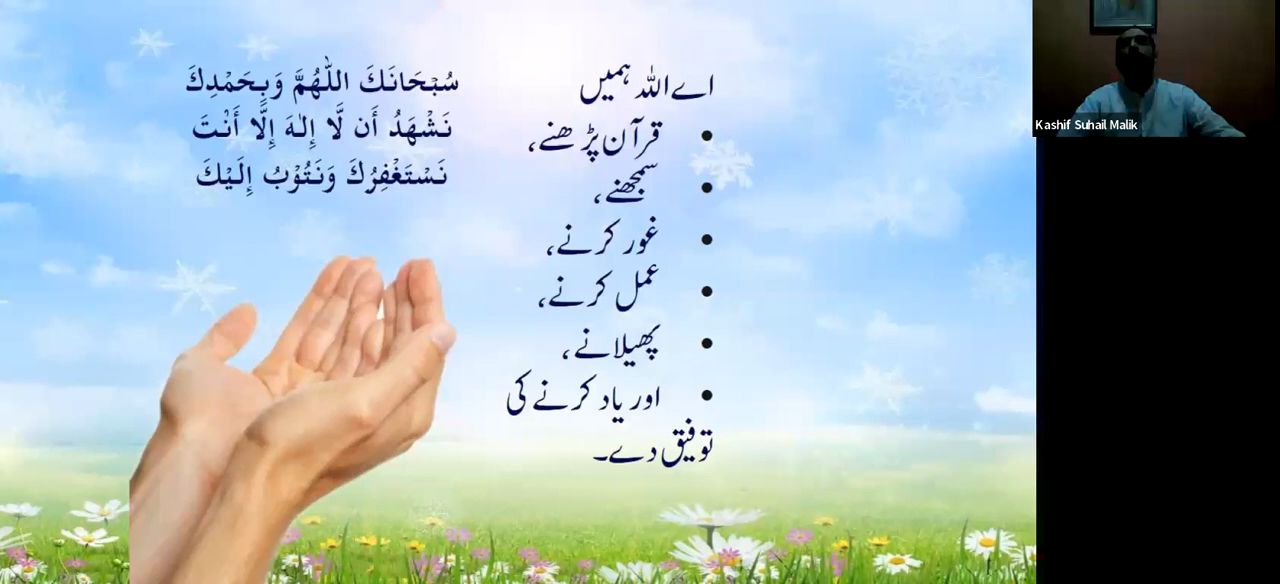 سُبْحَانَكَ اللّٰهُمَّ وَبِحَمْدِكَ
نَشْهَدُ أَن لَّا إِلٰهَ إِلَّا أَنْتَ
نَسْتَغْفِرُكَ وَنَتُوْبُ إِلَيْكَ
اے اللہ ہمیں
• قرآن پڑھنے،
• سمجھنے،
• غور کرنے،
• عمل کرنے،
• پھیلانے،
• اور یاد کرنے کی
توفیق دے۔
Kashif Suhail Malik